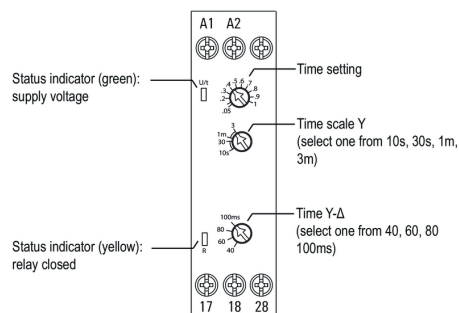 A1 A2
Status indicator (green):
supply voltage
U/t
.05
.2
.3
.4
.5
.6
.7
.8
.9
1
Time setting
3
1m
30
10s
Time scale Y
(select one from 10s, 30s, 1m,
3m)
100ms
80
60
40
Time Y-Δ
(select one from 40, 60, 80
100ms)
Status indicator (yellow):
relay closed
R
17 18 28